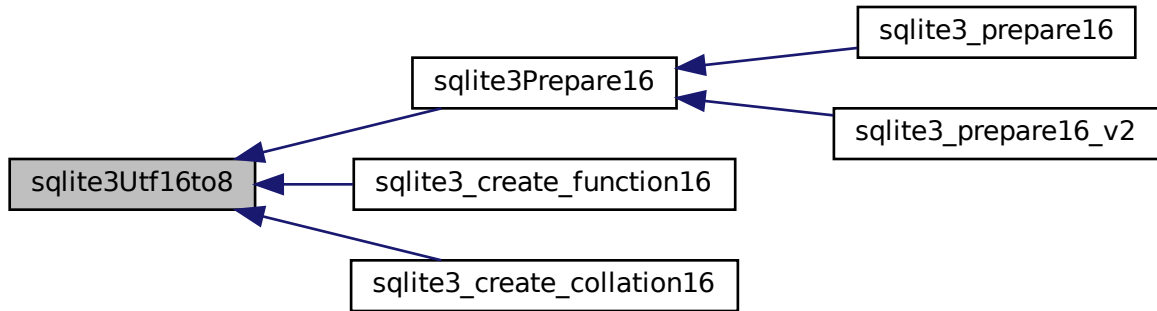 sqlite3_prepare16
sqlite3Prepare16
sqlite3_prepare16_v2
sqlite3Utf16to8
sqlite3_create_function16
sqlite3_create_collation16